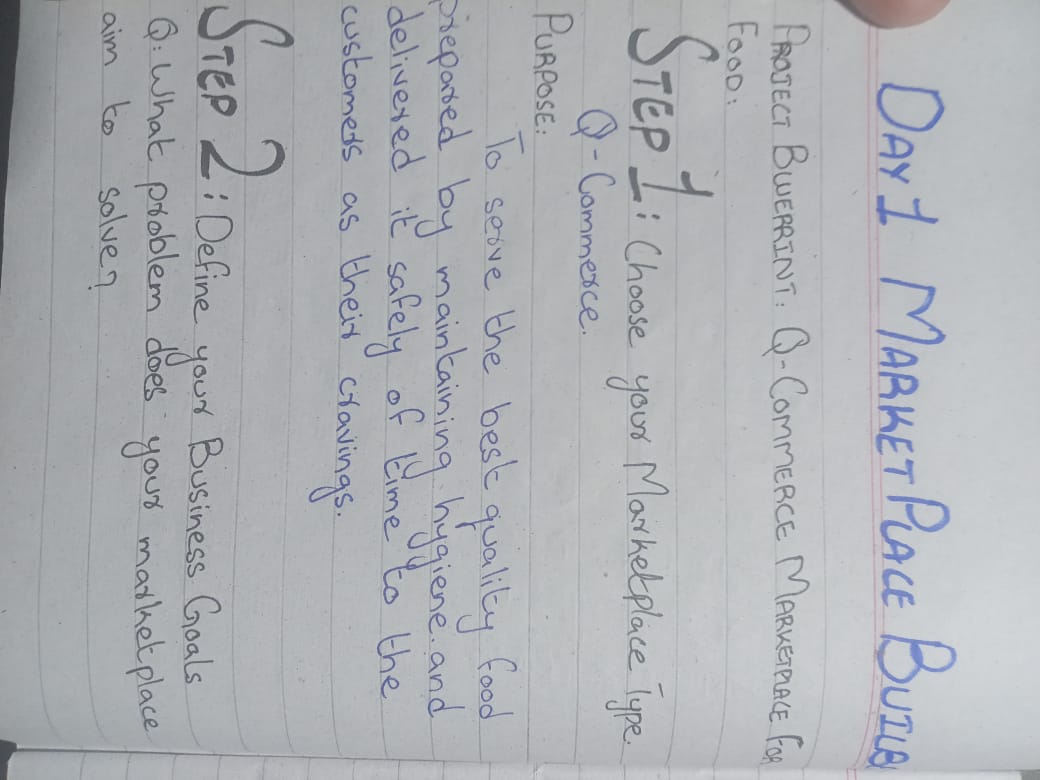 DAY 1 MARKETPLACE BUILD
PROJECT BLUEPRINT: Q-COMMERCE MARKETPLACE FOR
FOOD:
STEP 1: Choose your Marketplace Type.
Q-Commerce.
PURPOSE:
To serve the best quality food
prepared by maintaining hygiene and
delivered it safely of time to the
customers as their cravings.
STEP 2: Define your Business Goals
Q: What problem does your marketplace
aim to solve?